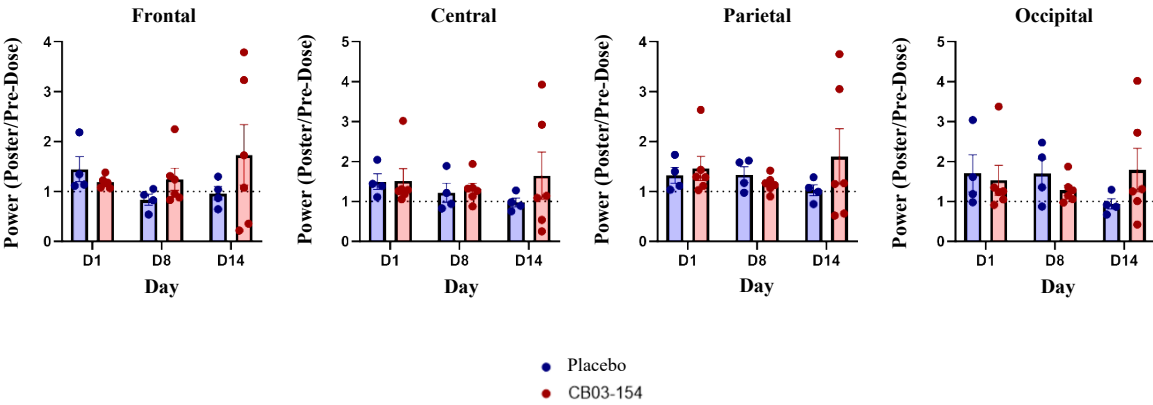 Frontal
Power (Poster/Pre-Dose)
4
3
2
1
0
D1 D8 D14
Day
Central
Power (Poster/Pre-Dose)
5
4
3
2
1
0
D1 D8 D14
Day
Parietal
Power (Poster/Pre-Dose)
4
3
2
1
0
D1 D8 D14
Day
Occipital
Power (Poster/Pre-Dose)
5
4
3
2
1
0
D1 D8 D14
Day
Placebo
CB03-154